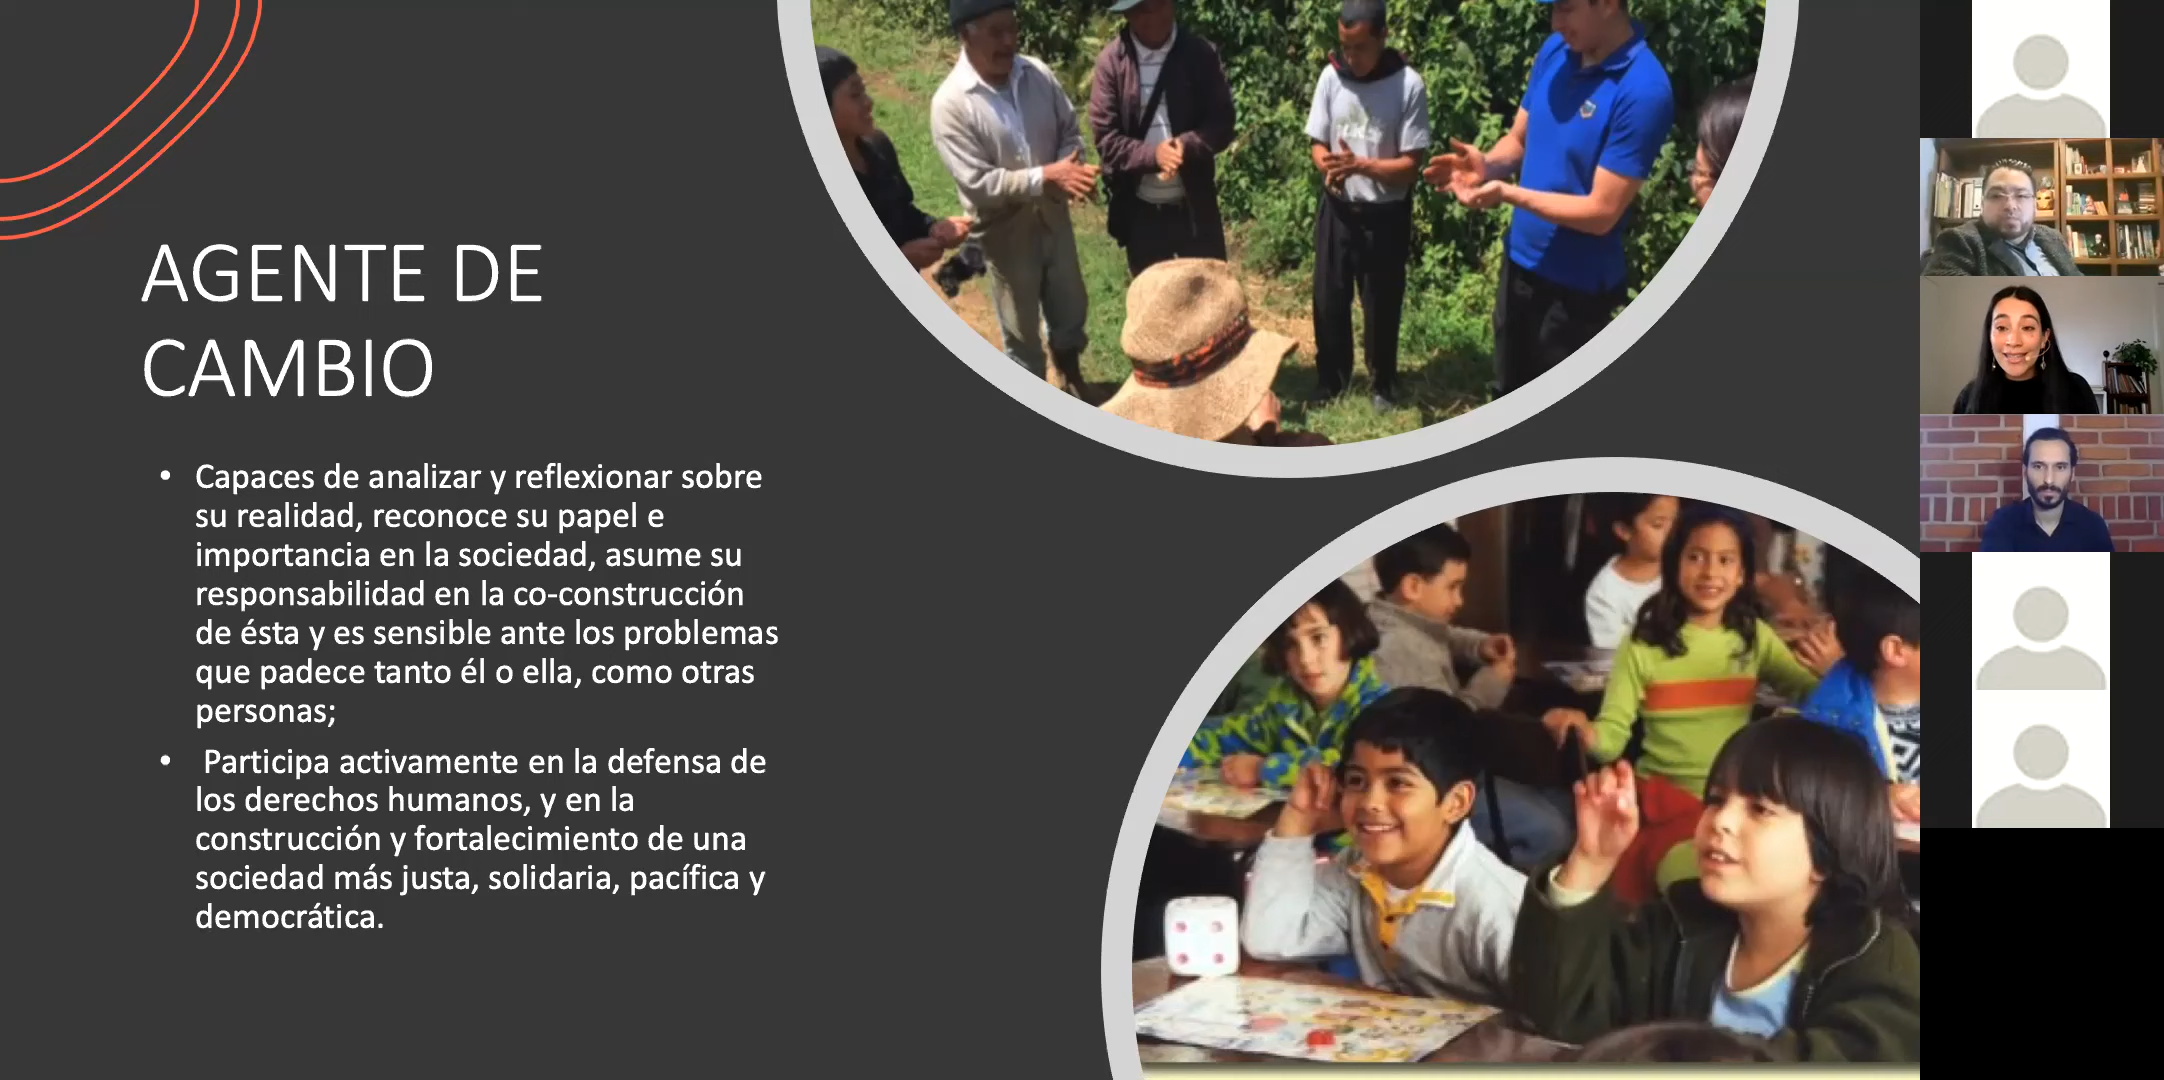 AGENTE DE
CAMBIO
• Capaces de analizar y reflexionar sobre
su realidad, reconoce su papel e
importancia en la sociedad, asume su
responsabilidad en la co-construcción
de ésta y es sensible ante los problemas
que padece tanto él o ella, como otras
personas;
• Participa activamente en la defensa de
los derechos humanos, y en la
construcción y fortalecimiento de una
sociedad más justa, solidaria, pacífica y
democrática.